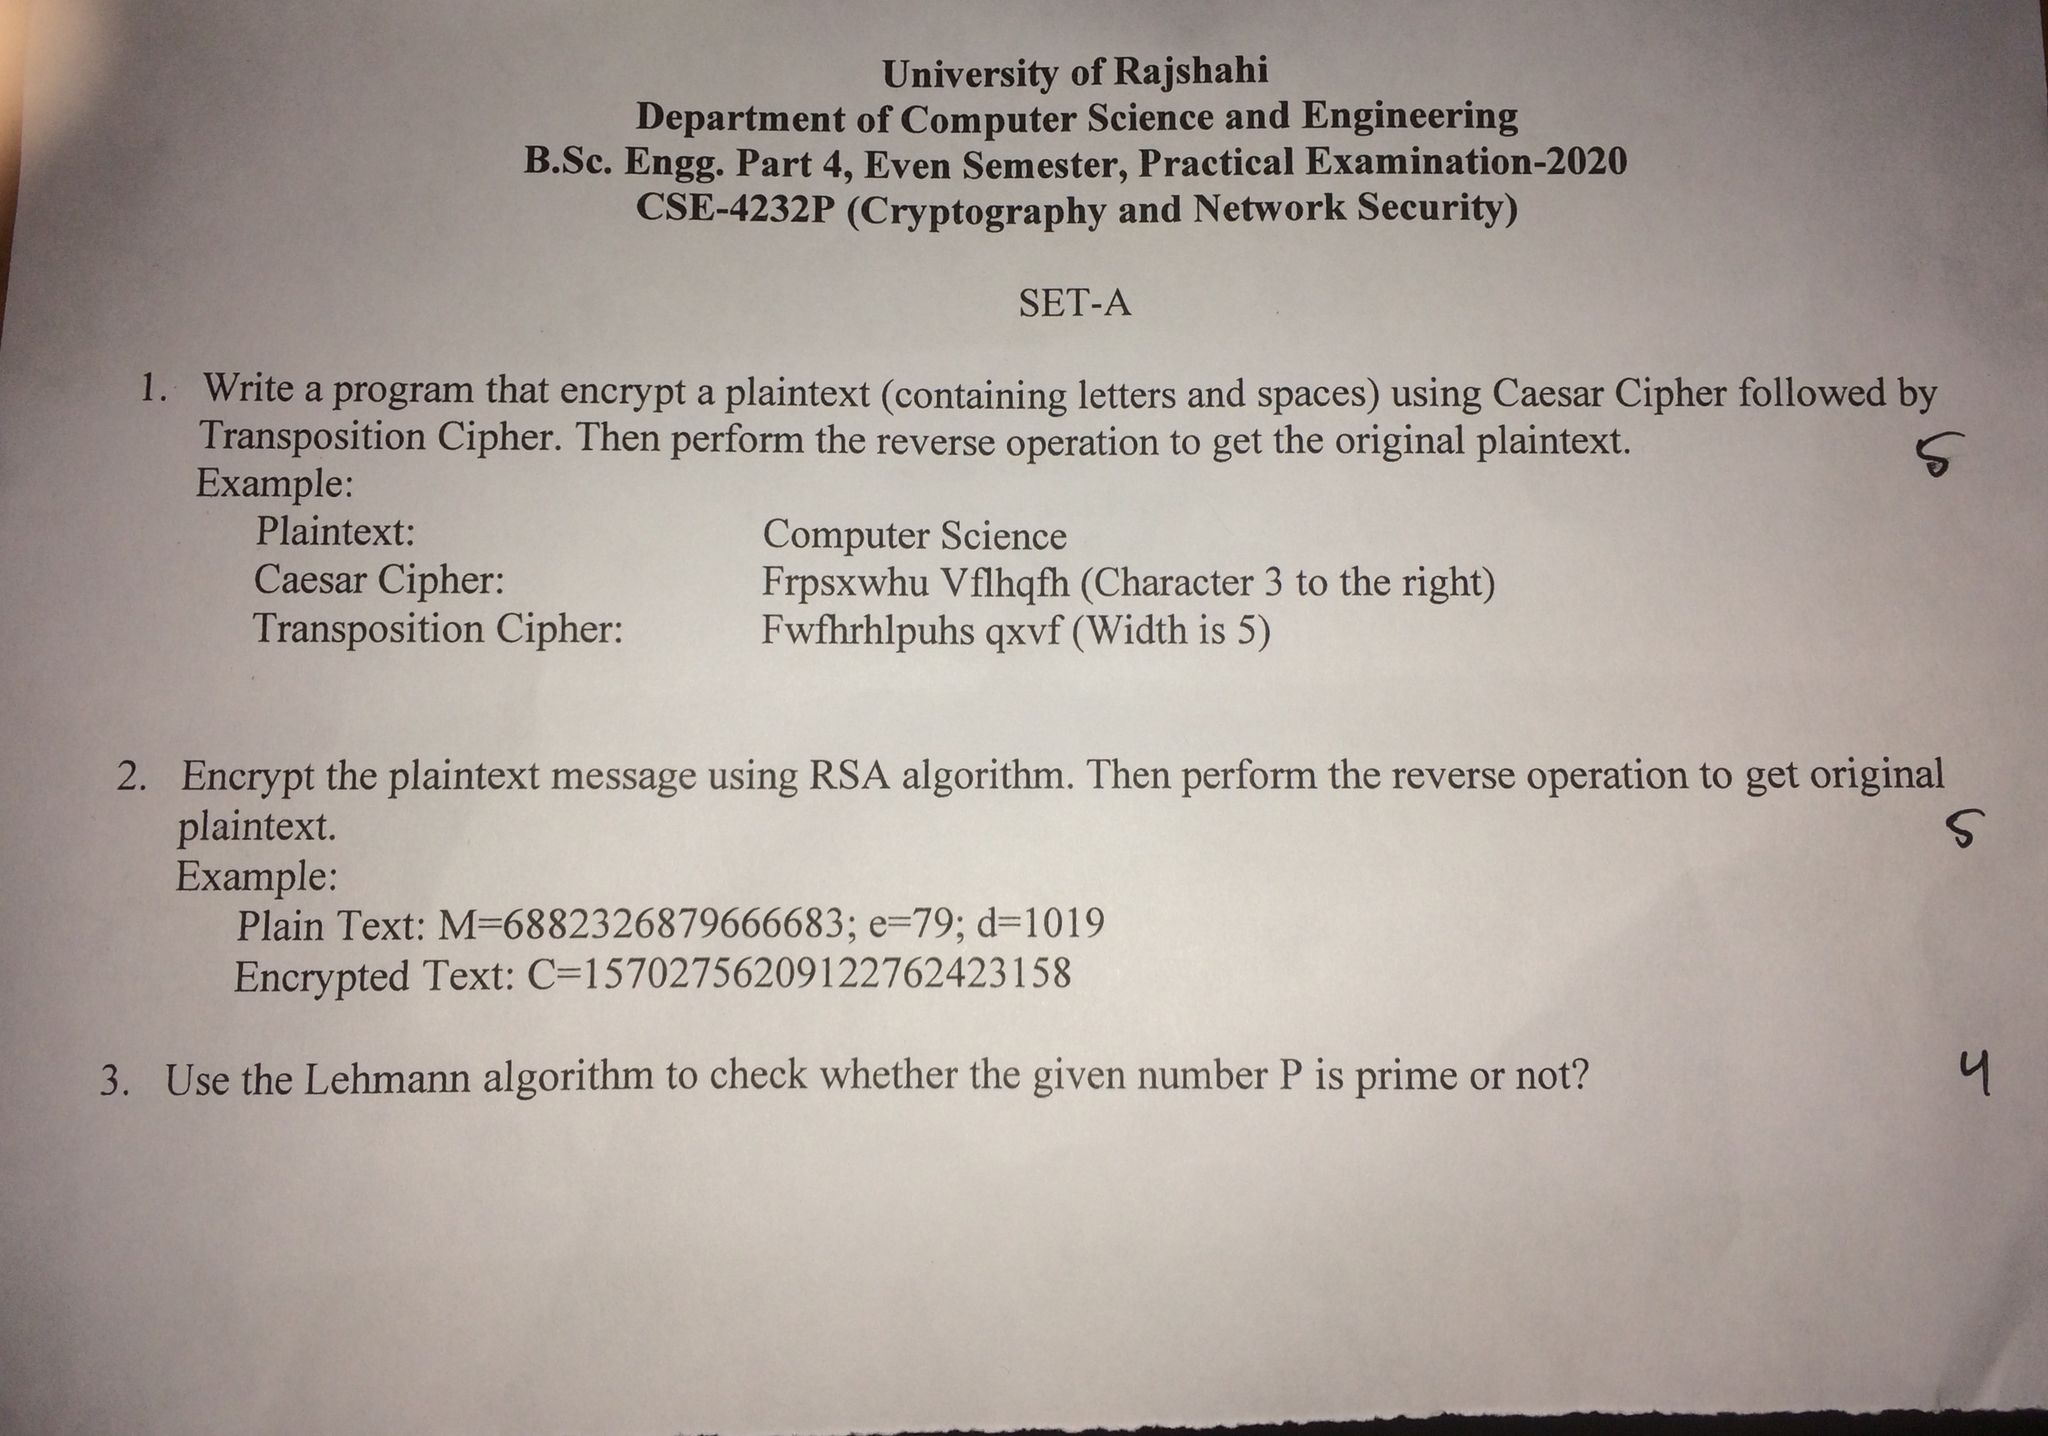 University of Rajshahi
Department of Computer Science and Engineering
B.Sc. Engg. Part 4, Even Semester, Practical Examination-2020
CSE-4232P (Cryptography and Network Security)
SET-A
1. Write a program that encrypt a plaintext (containing letters and spaces) using Caesar Cipher followed by
Transposition Cipher. Then perform the reverse operation to get the original plaintext. 5
Example:
Plaintext: Computer Science
Caesar Cipher: Frpsxwhu Vflhqfh (Character 3 to the right)
Transposition Cipher: Fwfhrhlpuhs qxvf (Width is 5)
2. Encrypt the plaintext message using RSA algorithm. Then perform the reverse operation to get original
plaintext. 5
Example:
Plain Text: M=6882326879666683; e=79; d=1019
Encrypted Text: C=15702756209122762423158
3. Use the Lehmann algorithm to check whether the given number P is prime or not? 4